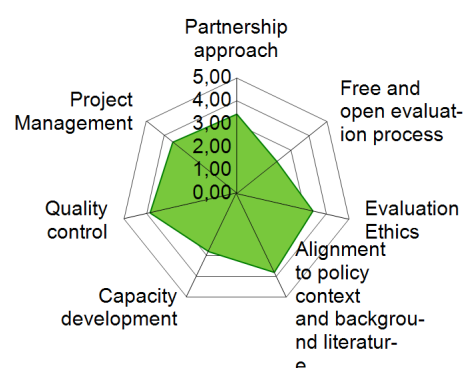 Partnership
approach
5,00
4,00
3,00
2,00
1,00
0,00
Free and
open evaluat-
ion process
Evaluation
Ethics
Alignment
to policy
context
and backgrou-
nd literatur-
e
Capacity
development
Quality
control
Project
Management